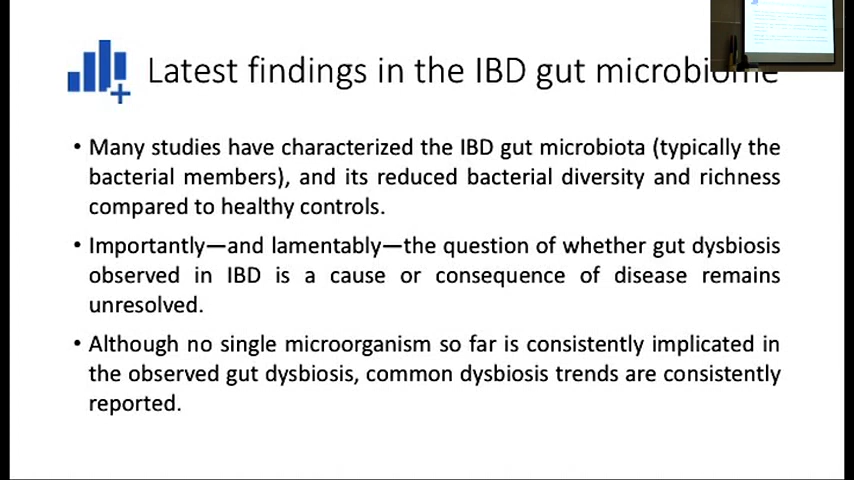 Latest findings in the IBD gut microbiome
• Many studies have characterized the IBD gut microbiota (typically the
bacterial members), and its reduced bacterial diversity and richness
compared to healthy controls.
• Importantly—and lamentably—the question of whether gut dysbiosis
observed in IBD is a cause or consequence of disease remains
unresolved.
• Although no single microorganism so far is consistently implicated in
the observed gut dysbiosis, common dysbiosis trends are consistently
reported.